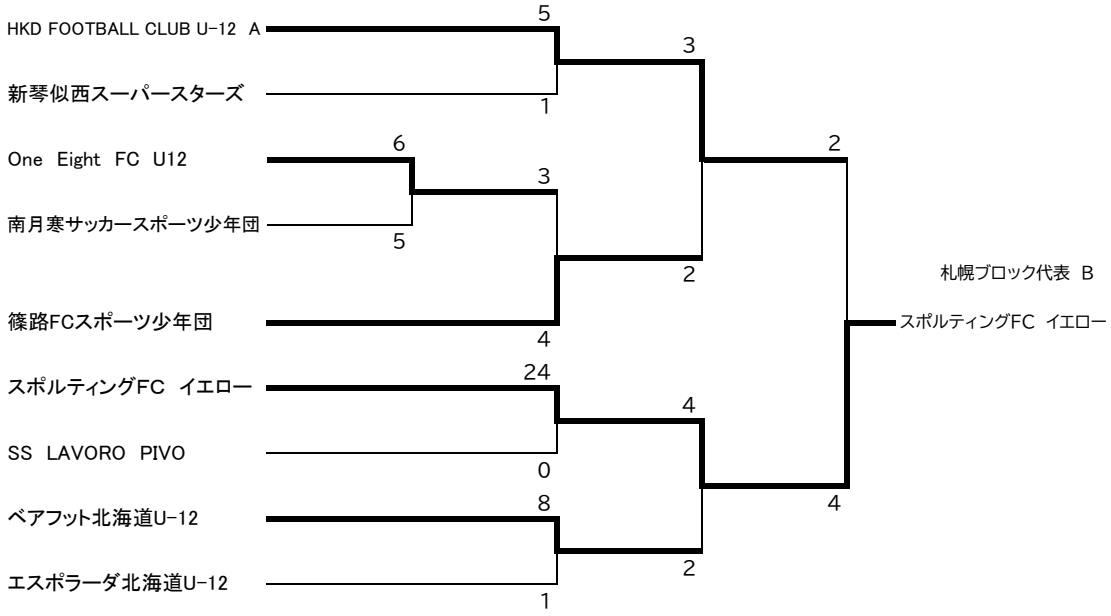 5
HKD FOOTBALL CLUB U-12　A
3
新琴似西スーパースターズ
1
6
2
One　Eight　FC　U12
3
南月寒サッカースポーツ少年団
5
2
札幌ブロック代表　B
篠路FCスポーツ少年団
スポルティングFC　イエロー
4
24
スポルティングFC　イエロー
4
SS　LAVORO　PIVO
0
8
4
ベアフット北海道U-12
2
エスポラーダ北海道U-12
1